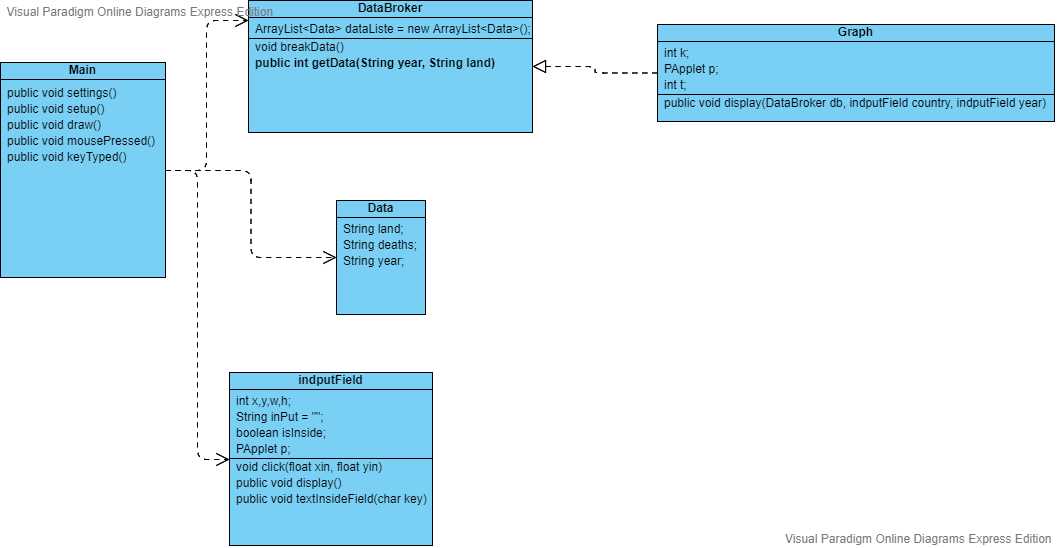 Visual Paradigm Online Diagrams Express Edition
DataBroker
ArrayList<Data> dataListe = new ArrayList<Data>();
void breakData()
public int getData(String year, String land)
Graph
int k;
PApplet p;
int t;
public void display(DataBroker db, indputField country, indputField year)
Main
public void settings()
public void setup()
public void draw()
public void mousePressed()
public void keyTyped()
Data
String land;
String deaths;
String year;
indputField
int x,y,w,h;
String inPut = "";
boolean isInside;
PApplet p;
void click(float xin, float yin)
public void display()
public void textInsideField(char key)
Visual Paradigm Online Diagrams Express Edition